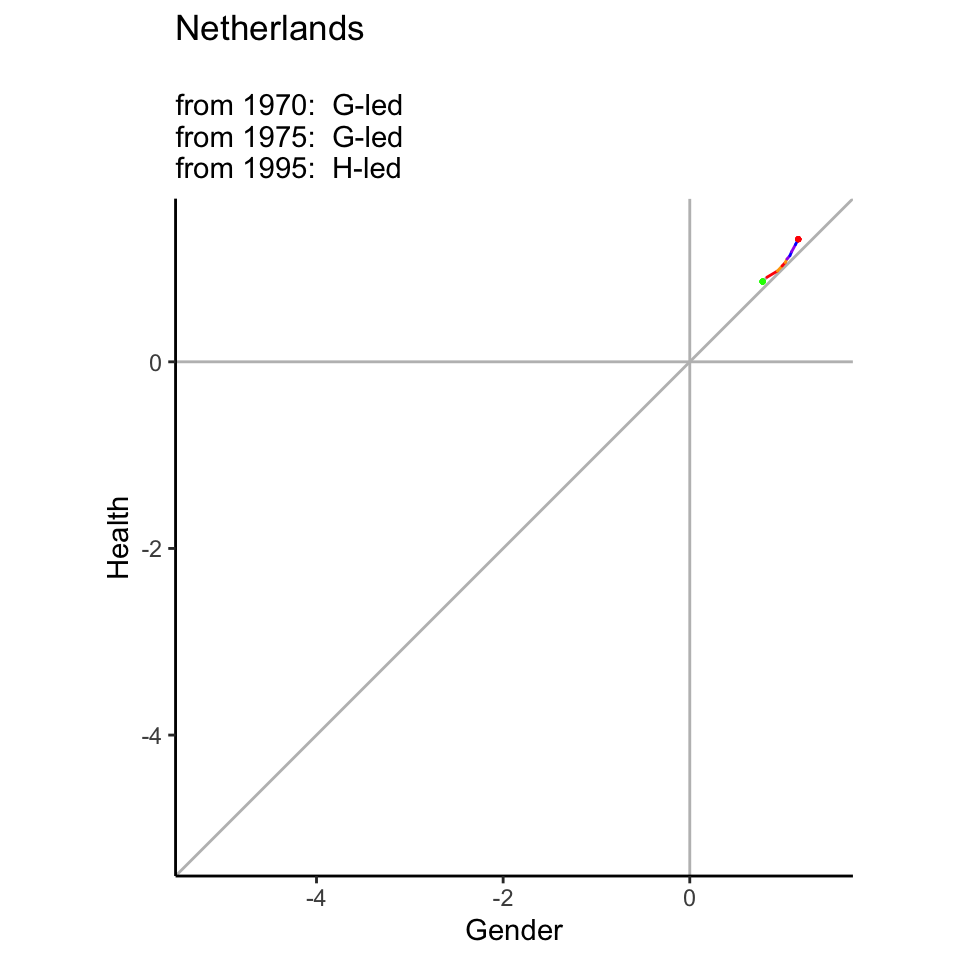 Netherlands
from 1970:  G-led
from 1975:  G-led
from 1995:  H-led
0
-2
-4
Health
-4
-2
0
Gender